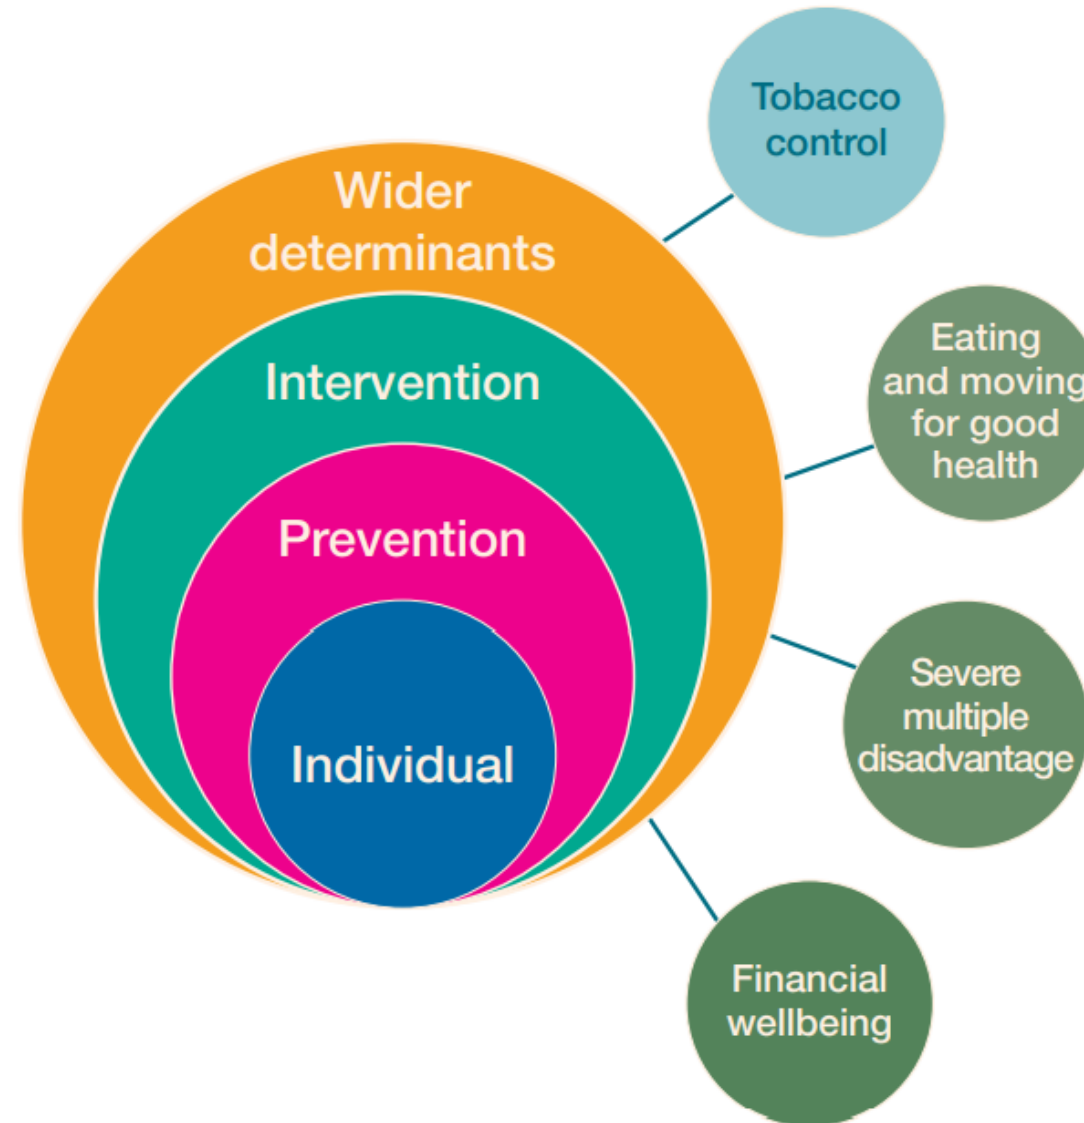 Tobacco
control
Wider
determinants
Intervention
Eating
and moving
for good
health
Prevention
Severe
multiple
disadvantage
Individual
Financial
wellbeing